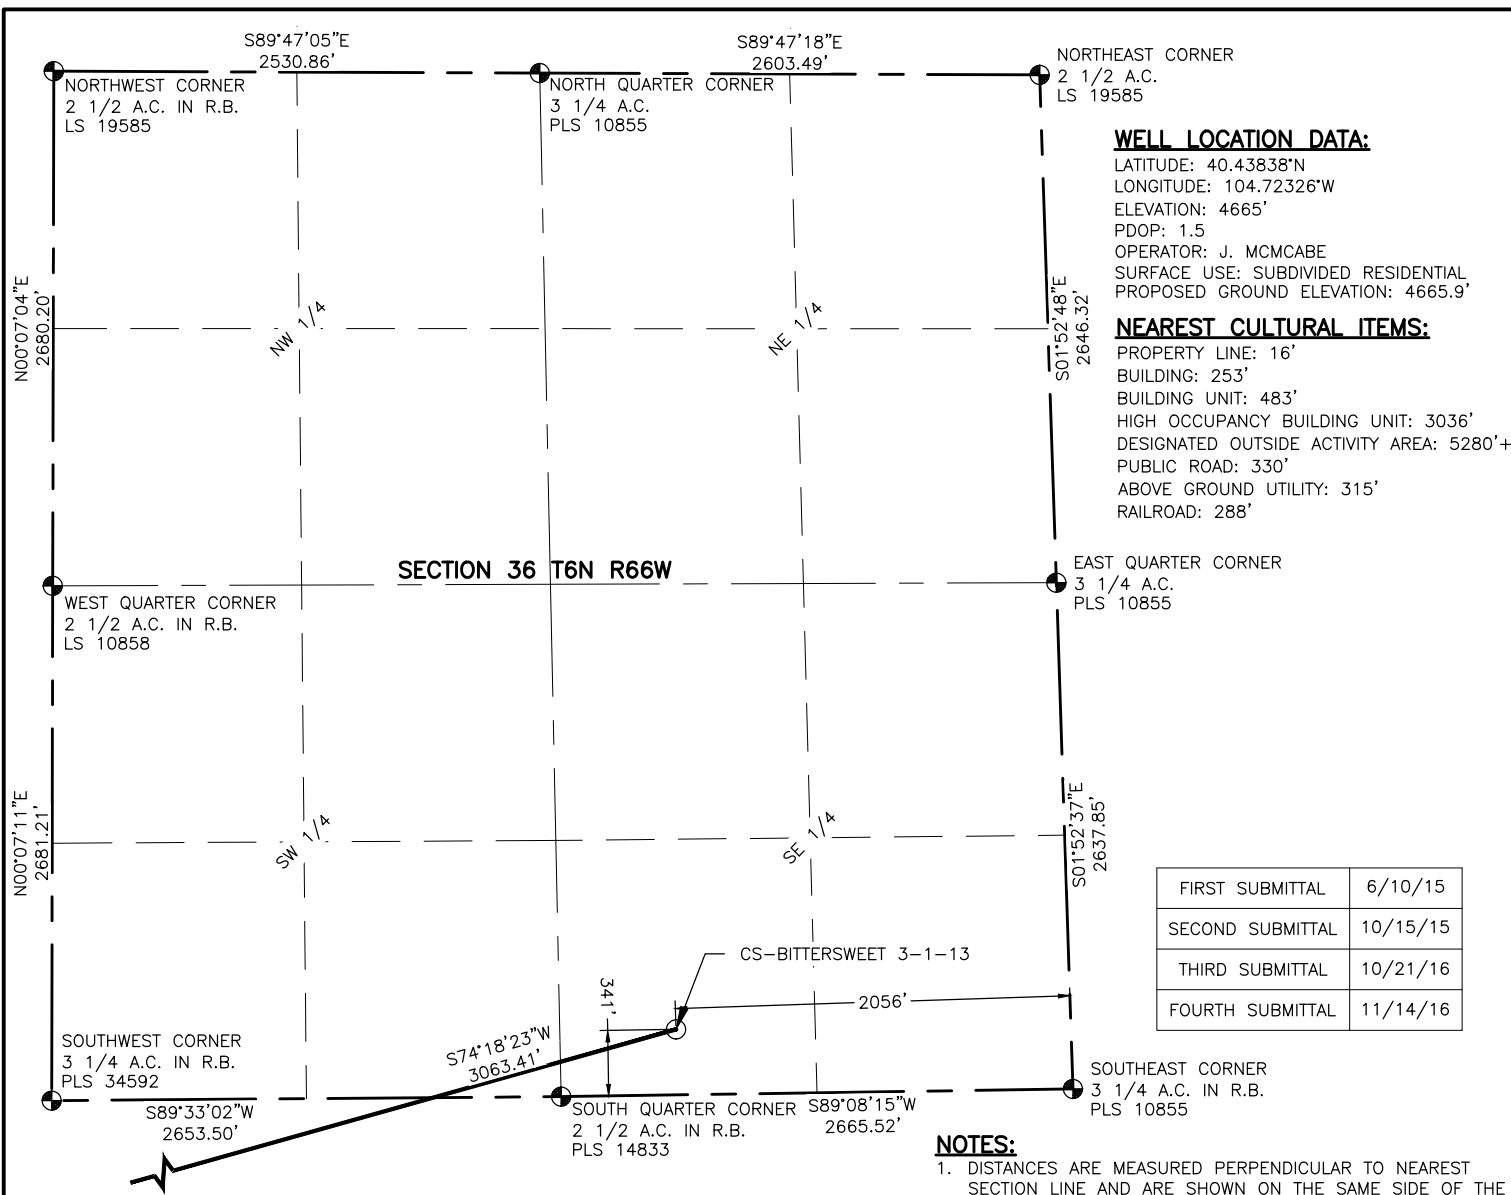 S89°47'05"E
2530.86'
S89°47'18"E
2603.49'
NORTHWEST CORNER
2 1/2 A.C. IN R.B.
LS 19585
NORTH QUARTER CORNER
3 1/4 A.C.
PLS 10855
NORTHEAST CORNER
2 1/2 A.C.
LS 19585
WELL LOCATION DATA:
LATITUDE: 40.43838°N
LONGITUDE: 104.72326°W
ELEVATION: 4665'
PDOP: 1.5
OPERATOR: J. MCMCABE
SURFACE USE: SUBDIVIDED RESIDENTIAL
PROPOSED GROUND ELEVATION: 4665.9'
N00°07'04"E
2680.20'
NW 1/4
NE 1/4
S01°52'48"E
2646.32'
NEAREST CULTURAL ITEMS:
PROPERTY LINE: 16'
BUILDING: 253'
BUILDING UNIT: 483'
HIGH OCCUPANCY BUILDING UNIT: 3036'
DESIGNATED OUTSIDE ACTIVITY AREA: 5280'+
PUBLIC ROAD: 330'
ABOVE GROUND UTILITY: 315'
RAILROAD: 288'
SECTION 36 T6N R66W
WEST QUARTER CORNER
2 1/2 A.C. IN R.B.
LS 10858
EAST QUARTER CORNER
3 1/4 A.C.
PLS 10855
N00°07'11"E
2681.21'
SW 1/4
SE 1/4
S01°52'37"E
2637.85'
FIRST SUBMITTAL 6/10/15
SECOND SUBMITTAL 10/15/15
THIRD SUBMITTAL 10/21/16
FOURTH SUBMITTAL 11/14/16
CS-BITTERSWEET 3-1-13
341'
2056'
S74°18'23"W
3063.41'
SOUTHWEST CORNER
3 1/4 A.C. IN R.B.
PLS 34592
S89°33'02"W
2653.50'
SOUTH QUARTER CORNER
2 1/2 A.C. IN R.B.
PLS 14833
S89°08'15"W
2665.52'
SOUTHEAST CORNER
3 1/4 A.C. IN R.B.
PLS 10855
NOTES:
1. DISTANCES ARE MEASURED PERPENDICULAR TO NEAREST
SECTION LINE AND ARE SHOWN ON THE SAME SIDE OF THE